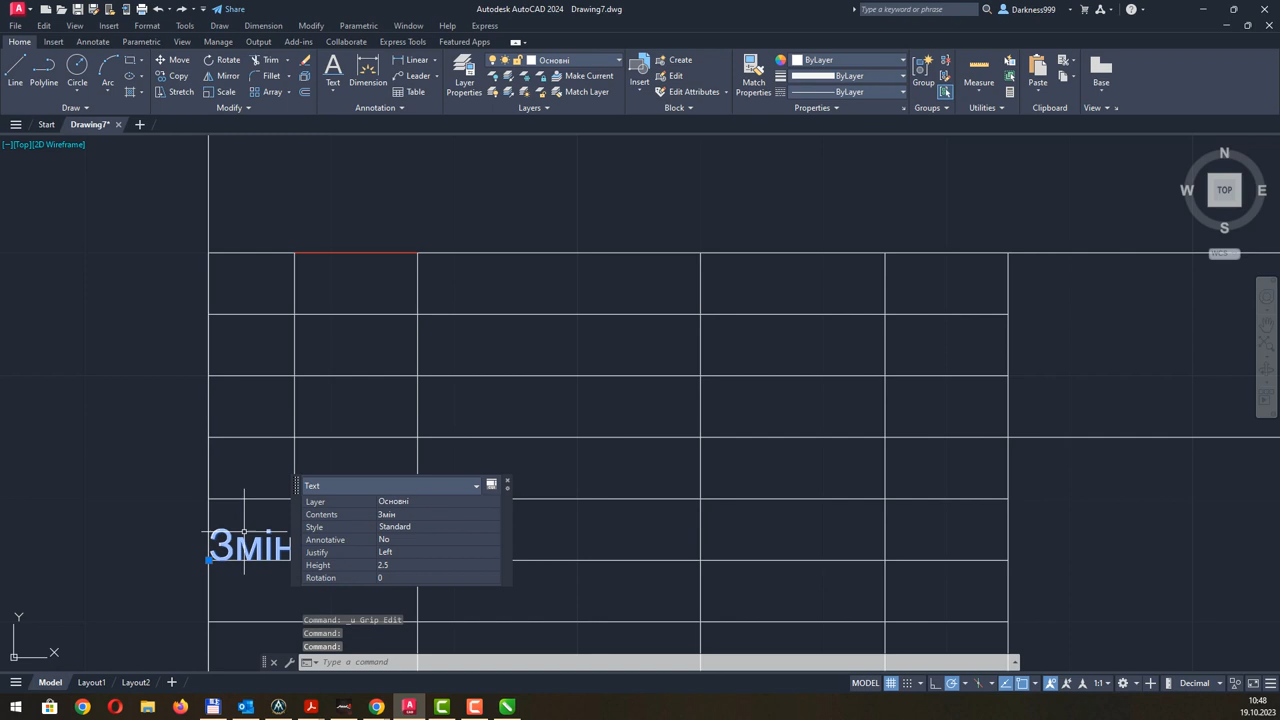 Share
Autodesk AutoCAD 2024 Drawing7.dwg
Type a keyword or phrase
Darkness999
File Edit View Insert Format Tools Draw Dimension Modify Parametric Window Help Express
Home Insert Annotate Parametric View Manage Output Add-ins Collaborate Express Tools Featured Apps
Line Polyline Circle Arc
Move Rotate Trim
Copy Mirror Fillet
Stretch Scale Array
Text Dimension
Linear
Leader
Table
Layer Properties
Основні
Make Current
Match Layer
Insert
Create
Edit
Edit Attributes
Match Properties
ByLayer
ByLayer
ByLayer
Group
Measure
Paste
Base
Draw Modify Annotation Layers Block Properties Groups Utilities Clipboard View
Start Drawing7*
[−][Top][2D Wireframe]
N
W TOP E
S
WCS
Змін
Text
Layer Основні
Contents Змін
Style Standard
Annotative No
Justify Left
Height 2.5
Rotation 0
Command: _u Grip Edit
Command:
Command:
Type a command
Y
X
Model Layout1 Layout2
MODEL
1:1
Decimal
10:48
19.10.2023